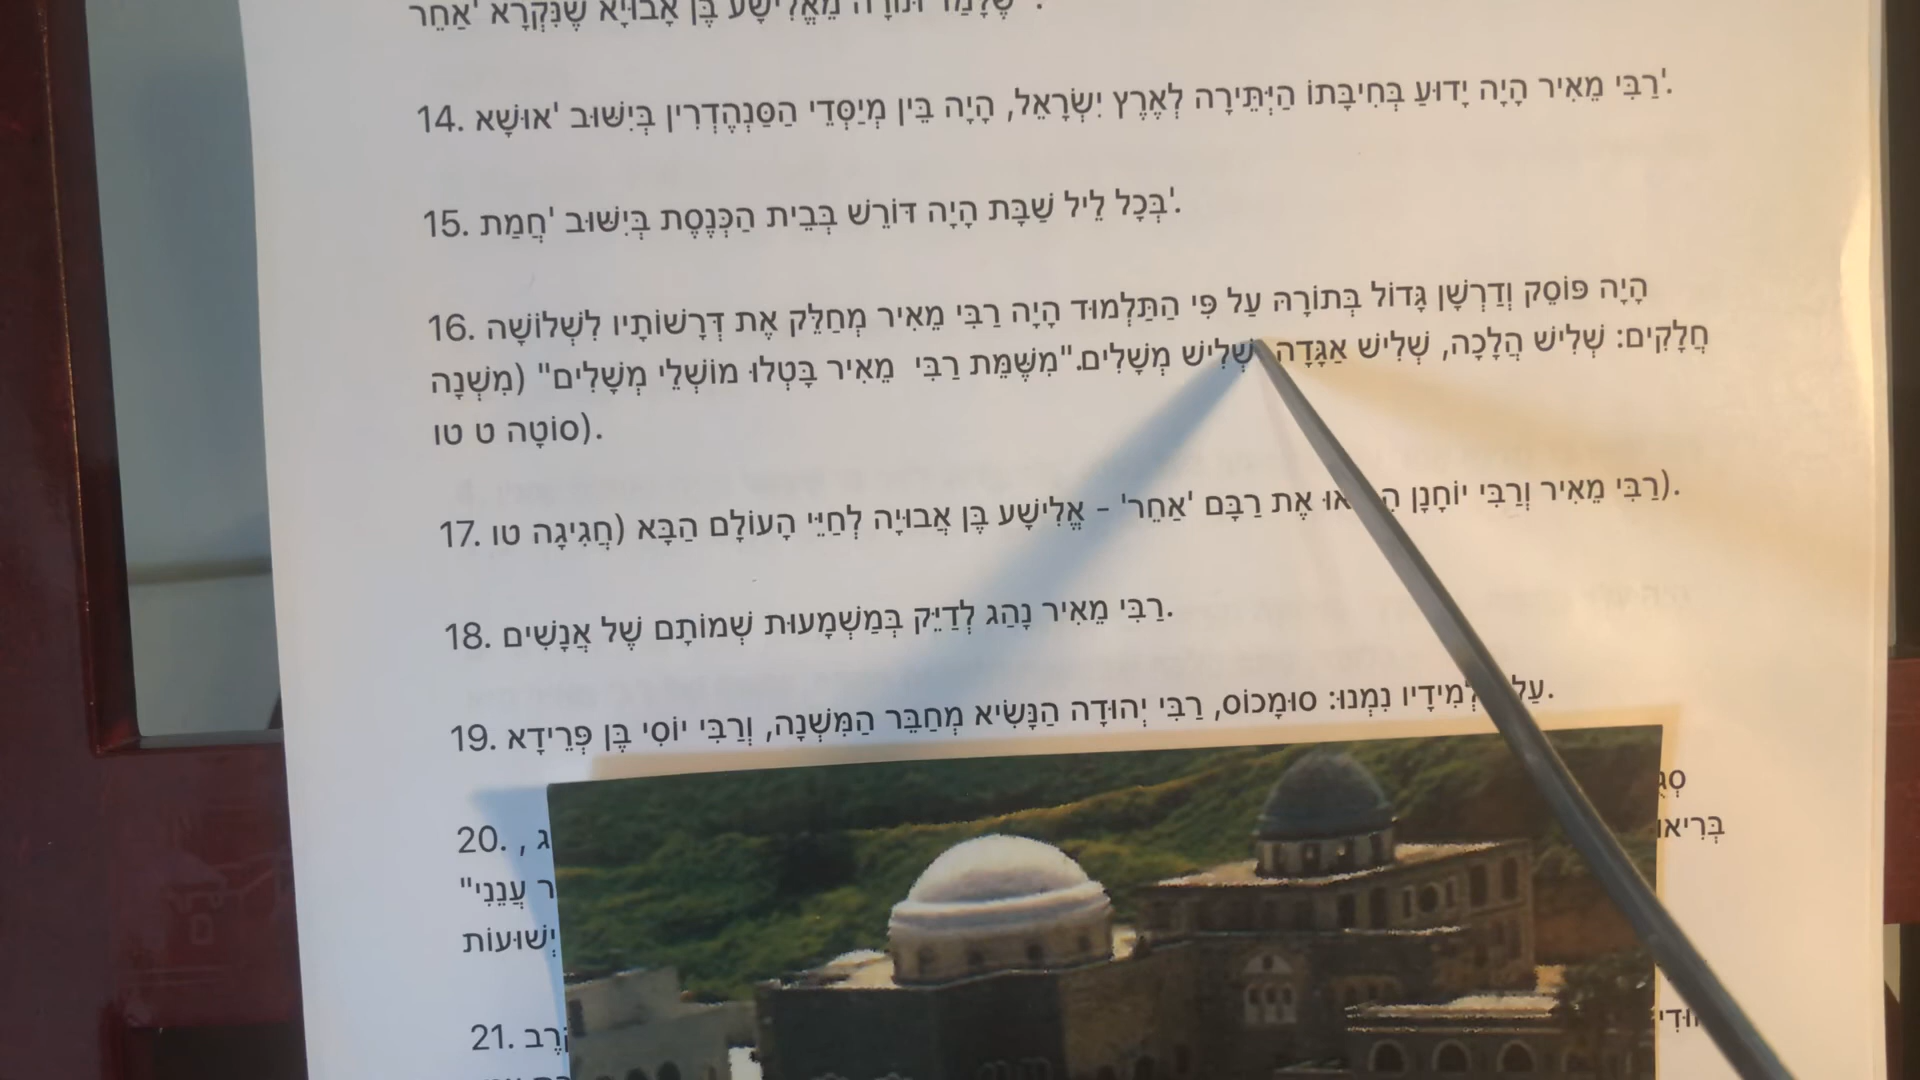 שֶׁנִּקְרָא 'אַחֵר
14. רַבִּי מֵאִיר הָיָה יָדוּעַ בְּחִיבָּתוֹ הַיְּתֵירָה לְאֶרֶץ יִשְׂרָאֵל, הָיָה בֵּין מְיַסְּדֵי הַסַּנְהֶדְרִין בְּיִשּׁוּב 'אוּשָׁא'.
15. בְּכָל לֵיל שַׁבָּת הָיָה דּוֹרֵשׁ בְּבֵית הַכְּנֶסֶת בְּיִשּׁוּב 'חֲמַת'.
16. הָיָה פּוֹסֵק וְדַרְשָׁן גָּדוֹל בְּתוֹרָה עַל פִּי הַתַּלְמוּד הָיָה רַבִּי מֵאִיר מְחַלֵּק אֶת דְּרָשׁוֹתָיו לִשְׁלוֹשָׁה
חֲלָקִים: שְׁלִישׁ הֲלָכָה, שְׁלִישׁ אַגָּדָה שְׁלִישׁ מְשָׁלִים."מִשֶּׁמֵּת רַבִּי מֵאִיר בָּטְלוּ מוֹשְׁלֵי מְשָׁלִים" (מִשְׁנָה
סוֹטָה ט טו).
17. רַבִּי מֵאִיר וְרַבִּי יוֹחָנָן אֶת רַבָּם 'אַחֵר' - אֱלִישָׁע בֶּן אֲבוּיָה לְחַיֵּי הָעוֹלָם הַבָּא (חֲגִיגָה טו).
18. רַבִּי מֵאִיר נָהַג לְדַיֵּק בְּמַשְׁמָעוּת שְׁמוֹתָם שֶׁל אֲנָשִׁים.
19. נִמְנוּ: סוּמָכוֹס, רַבִּי יְהוּדָה הַנָּשִׂיא מְחַבֵּר הַמִּשְׁנָה, וְרַבִּי יוֹסִי בֶּן פְּרֵידָא.
20.
עֲנֵנִי"
יְשׁוּעוֹת
21.